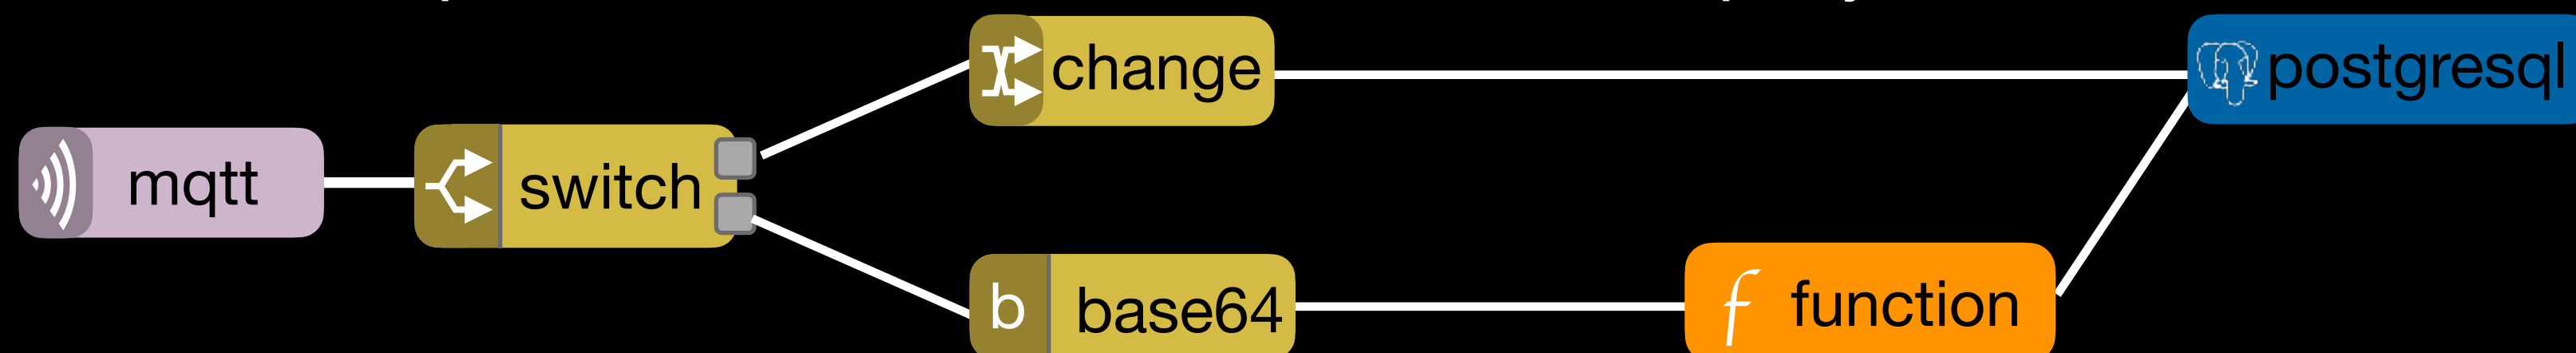 change
postgresql
mqtt
switch
b base64
f function